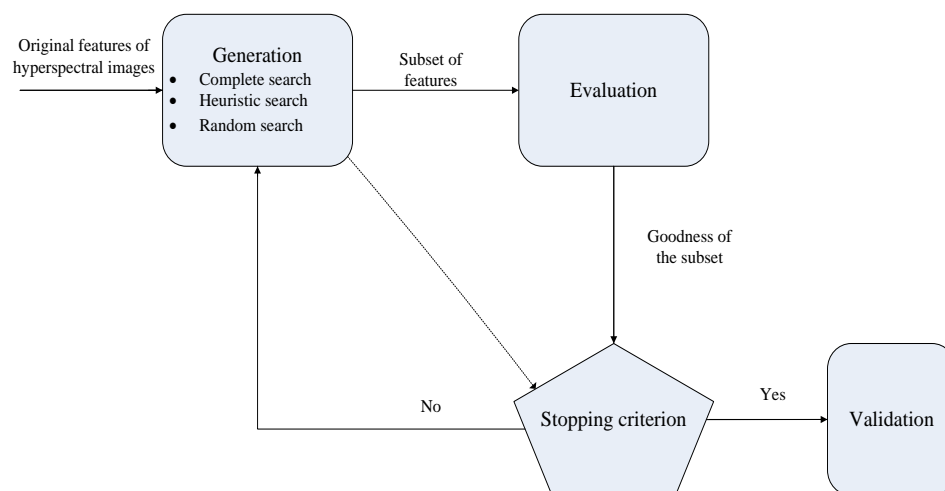 Original features of
hyperspectral images
Generation
• Complete search
• Heuristic search
• Random search
Subset of
features
Evaluation
Goodness of
the subset
Stopping criterion
No
Yes
Validation